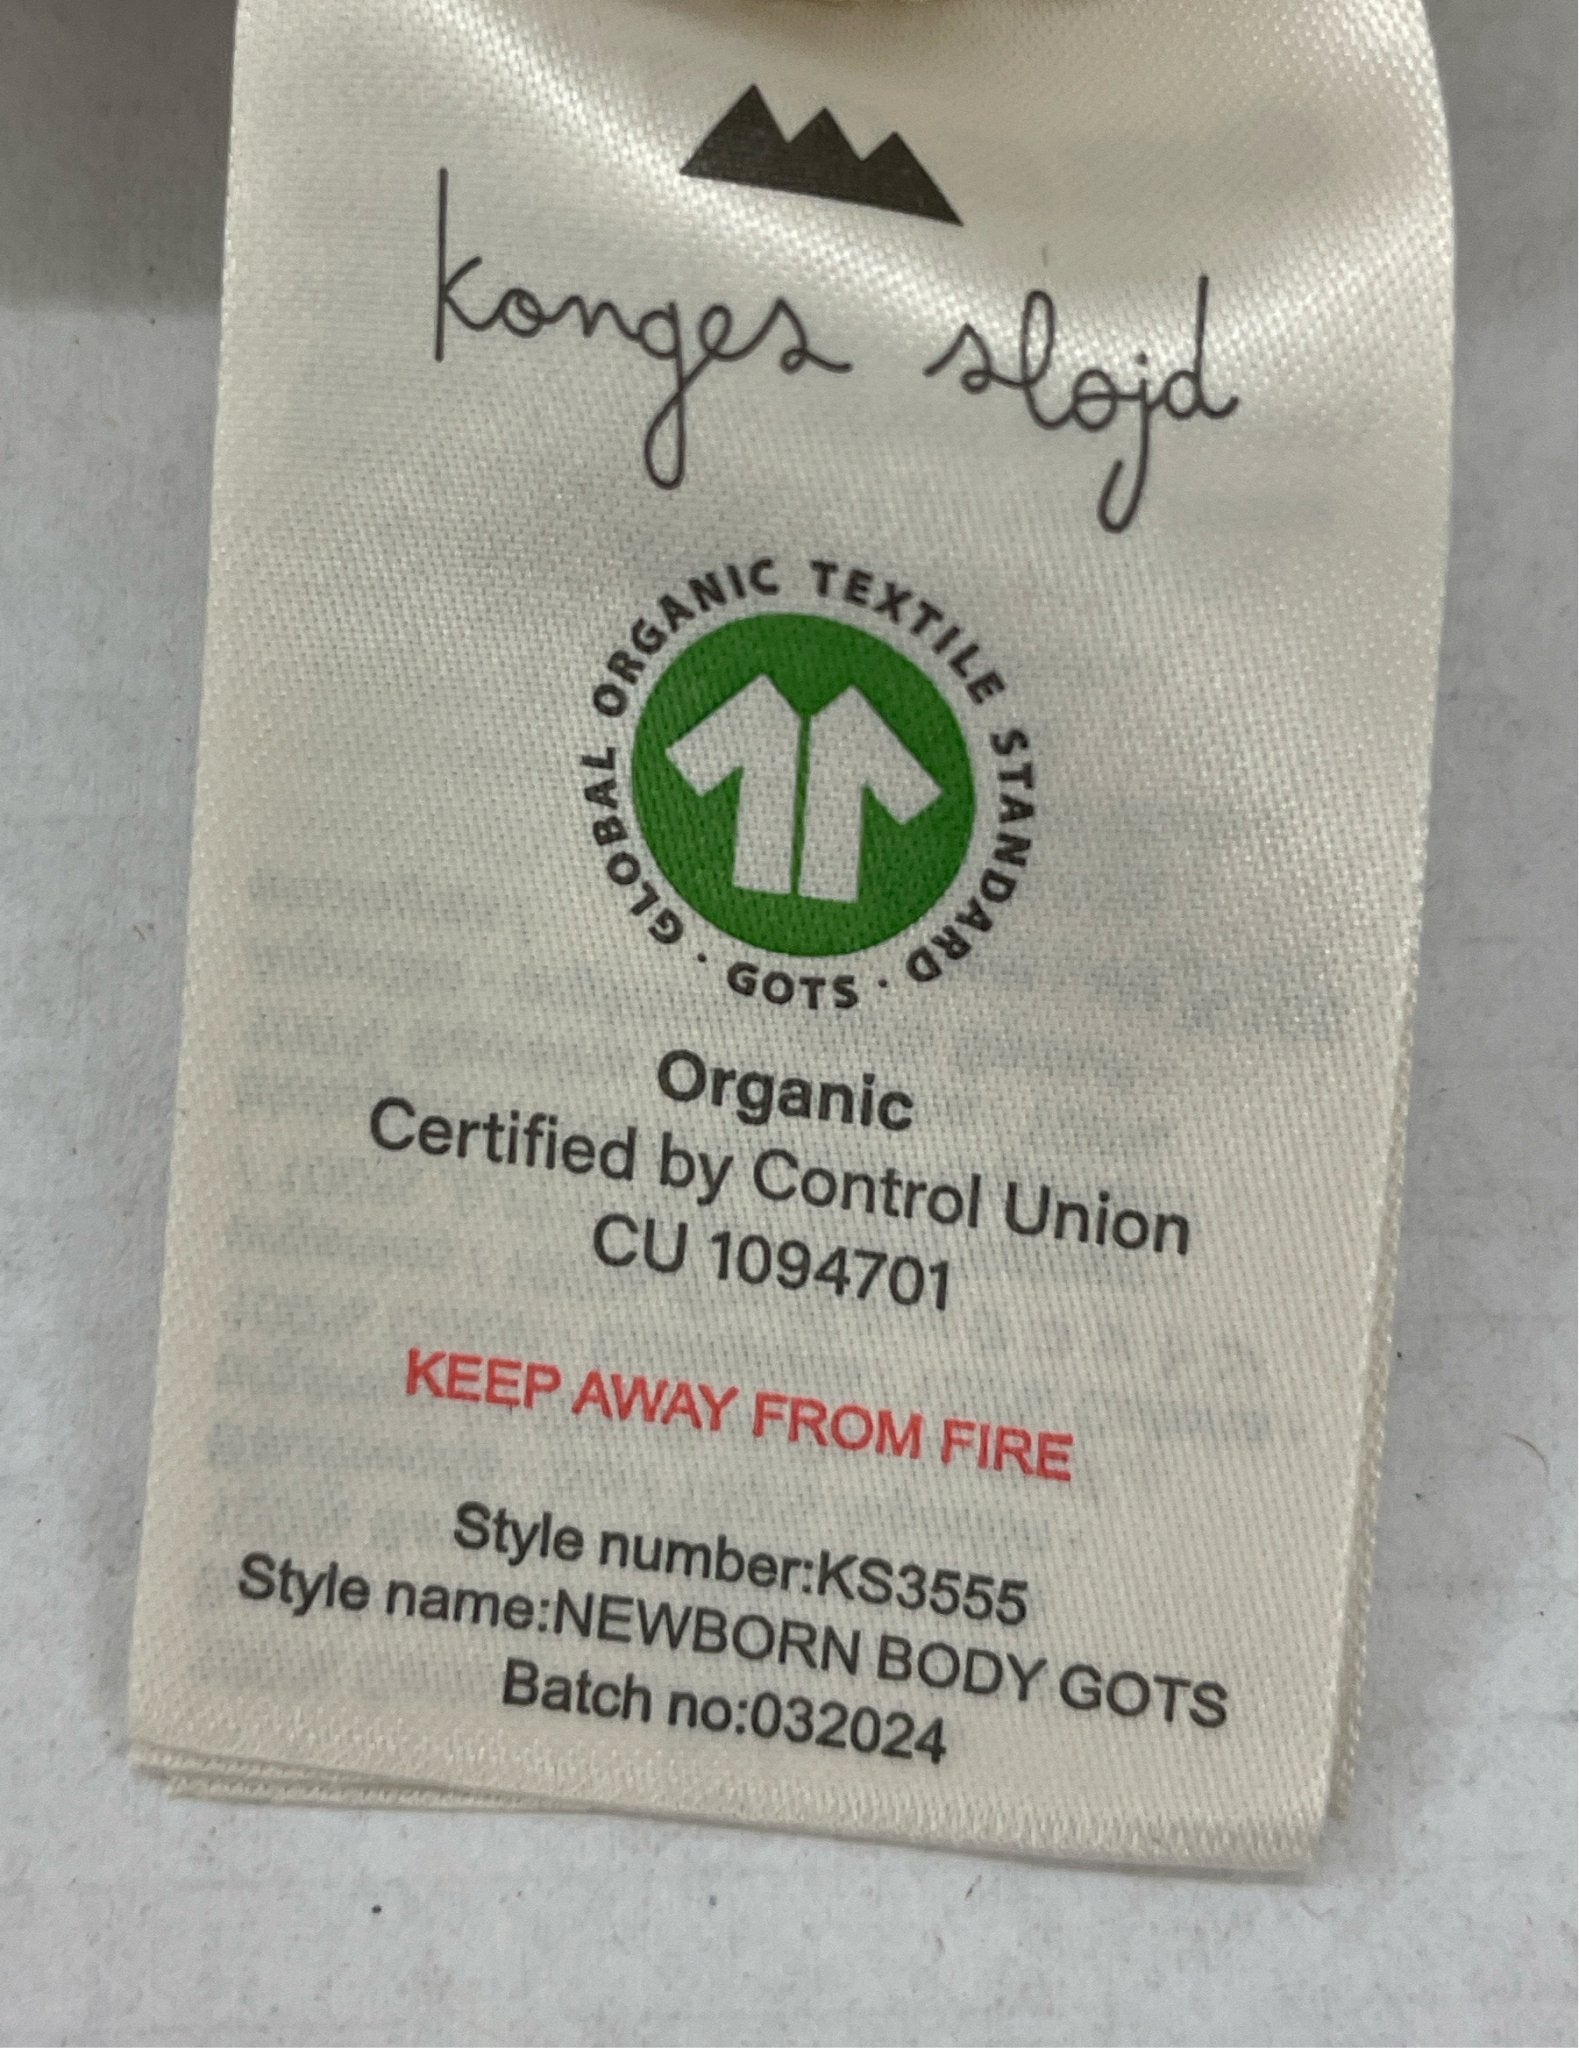 konges sløjd
GLOBAL ORGANIC TEXTILE STANDARD · GOTS ·
Organic
Certified by Control Union
CU 1094701
KEEP AWAY FROM FIRE
Style number:KS3555
Style name:NEWBORN BODY GOTS
Batch no:032024